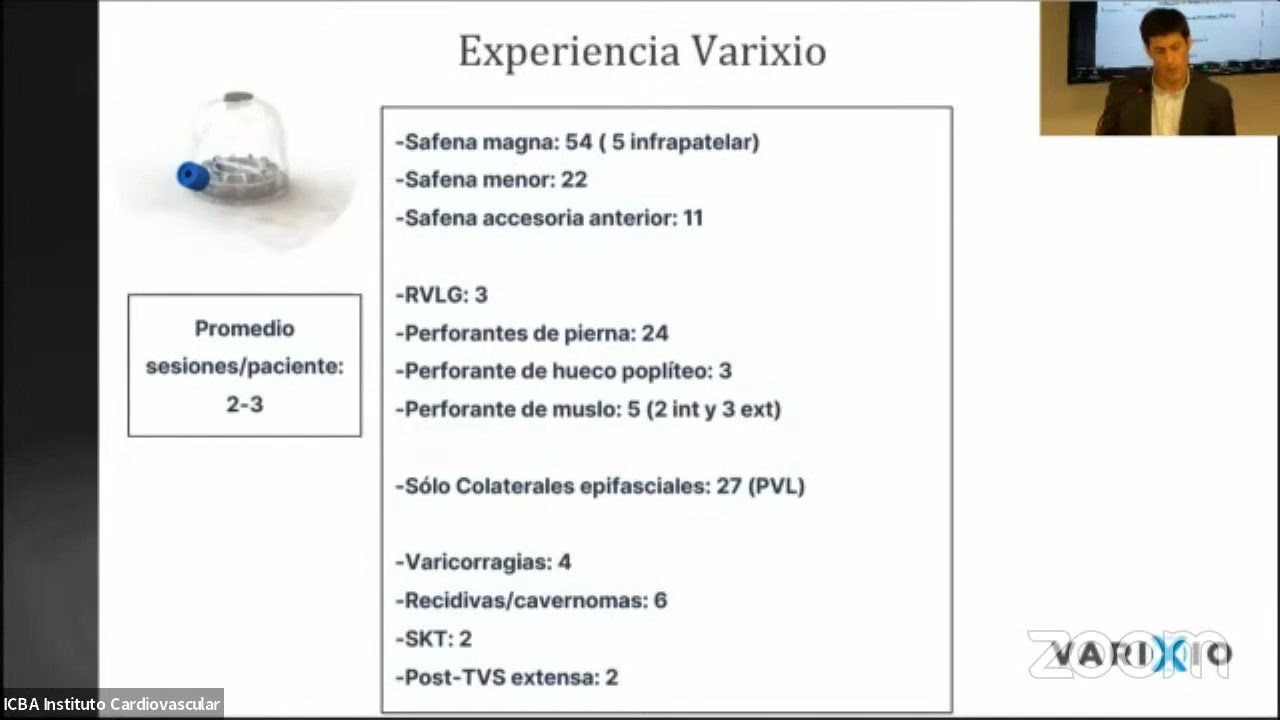 Experiencia Varixio
-Safena magna: 54 ( 5 infrapatelar)
-Safena menor: 22
-Safena accesoria anterior: 11
-RVLG: 3
-Perforantes de pierna: 24
-Perforante de hueco poplíteo: 3
-Perforante de muslo: 5 (2 int y 3 ext)
-Sólo Colaterales epifasciales: 27 (PVL)
-Varicorragias: 4
-Recidivas/cavernomas: 6
-SKT: 2
-Post-TVS extensa: 2
Promedio
sesiones/paciente:
2-3
VARIXIO
zoom
ICBA Instituto Cardiovascular